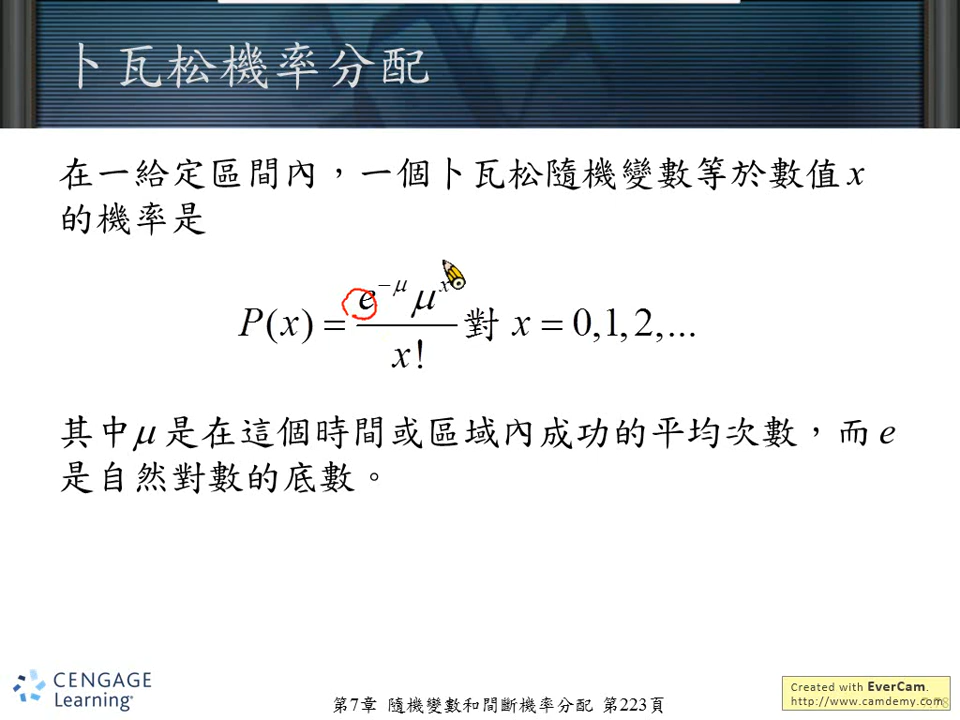 卜瓦松機率分配
在一給定區間內，一個卜瓦松隨機變數等於數值 x
的機率是
P(x) = e^{-μ} μ^x / x! 對 x = 0,1,2,...
其中 μ 是在這個時間或區域內成功的平均次數，而 e
是自然對數的底數。
CENGAGE
Learning
第7章 隨機變數和間斷機率分配 第223頁
Created with EverCam.
http://www.camdemy.com